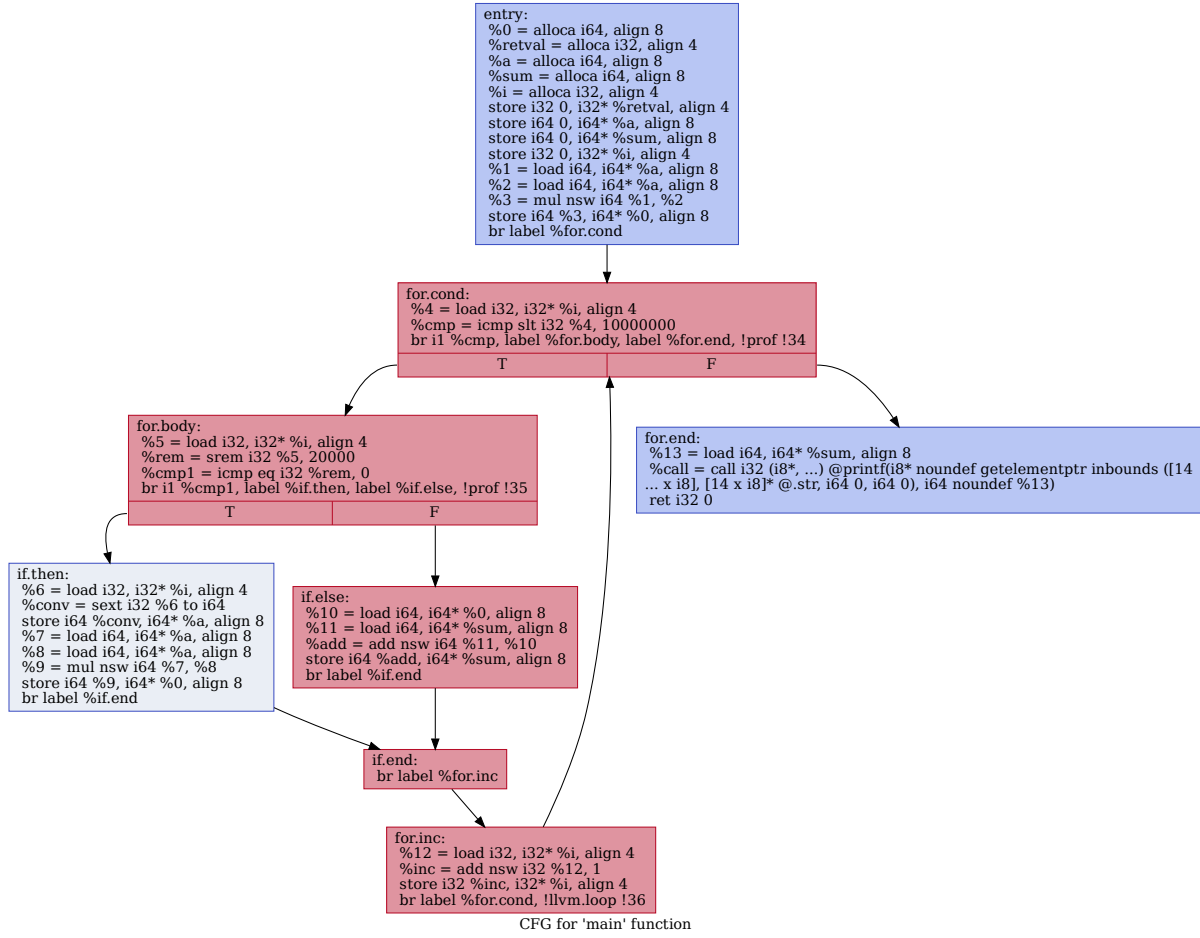 entry:
%0 = alloca i64, align 8
%retval = alloca i32, align 4
%a = alloca i64, align 8
%sum = alloca i64, align 8
%i = alloca i32, align 4
store i32 0, i32* %retval, align 4
store i64 0, i64* %a, align 8
store i64 0, i64* %sum, align 8
store i32 0, i32* %i, align 4
%1 = load i64, i64* %a, align 8
%2 = load i64, i64* %a, align 8
%3 = mul nsw i64 %1, %2
store i64 %3, i64* %0, align 8
br label %for.cond
for.cond:
%4 = load i32, i32* %i, align 4
%cmp = icmp slt i32 %4, 10000000
br i1 %cmp, label %for.body, label %for.end, !prof !34
T F
for.body:
%5 = load i32, i32* %i, align 4
%rem = srem i32 %5, 20000
%cmp1 = icmp eq i32 %rem, 0
br i1 %cmp1, label %if.then, label %if.else, !prof !35
T F
for.end:
%13 = load i64, i64* %sum, align 8
%call = call i32 (i8*, ...) @printf(i8* noundef getelementptr inbounds ([14
... x i8], [14 x i8]* @.str, i64 0, i64 0), i64 noundef %13)
ret i32 0
if.then:
%6 = load i32, i32* %i, align 4
%conv = sext i32 %6 to i64
store i64 %conv, i64* %a, align 8
%7 = load i64, i64* %a, align 8
%8 = load i64, i64* %a, align 8
%9 = mul nsw i64 %7, %8
store i64 %9, i64* %0, align 8
br label %if.end
if.else:
%10 = load i64, i64* %0, align 8
%11 = load i64, i64* %sum, align 8
%add = add nsw i64 %11, %10
store i64 %add, i64* %sum, align 8
br label %if.end
if.end:
br label %for.inc
for.inc:
%12 = load i32, i32* %i, align 4
%inc = add nsw i32 %12, 1
store i32 %inc, i32* %i, align 4
br label %for.cond, !llvm.loop !36
CFG for 'main' function